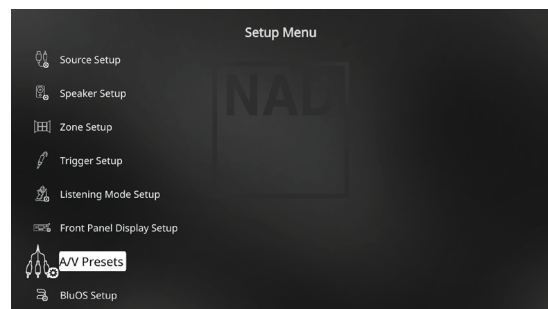 Setup Menu
NAD
Source Setup
Speaker Setup
Zone Setup
Trigger Setup
Listening Mode Setup
Front Panel Display Setup
A/V Presets
BluOS Setup